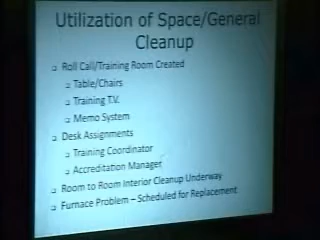 Utilization of Space/General
Cleanup
Roll Call/Training Room Created
Table/Chairs
Training T.V.
Memo System
Desk Assignments
Training Coordinator
Accreditation Manager
Room to Room Interior Cleanup Underway
Furnace Problem – Scheduled for Replacement